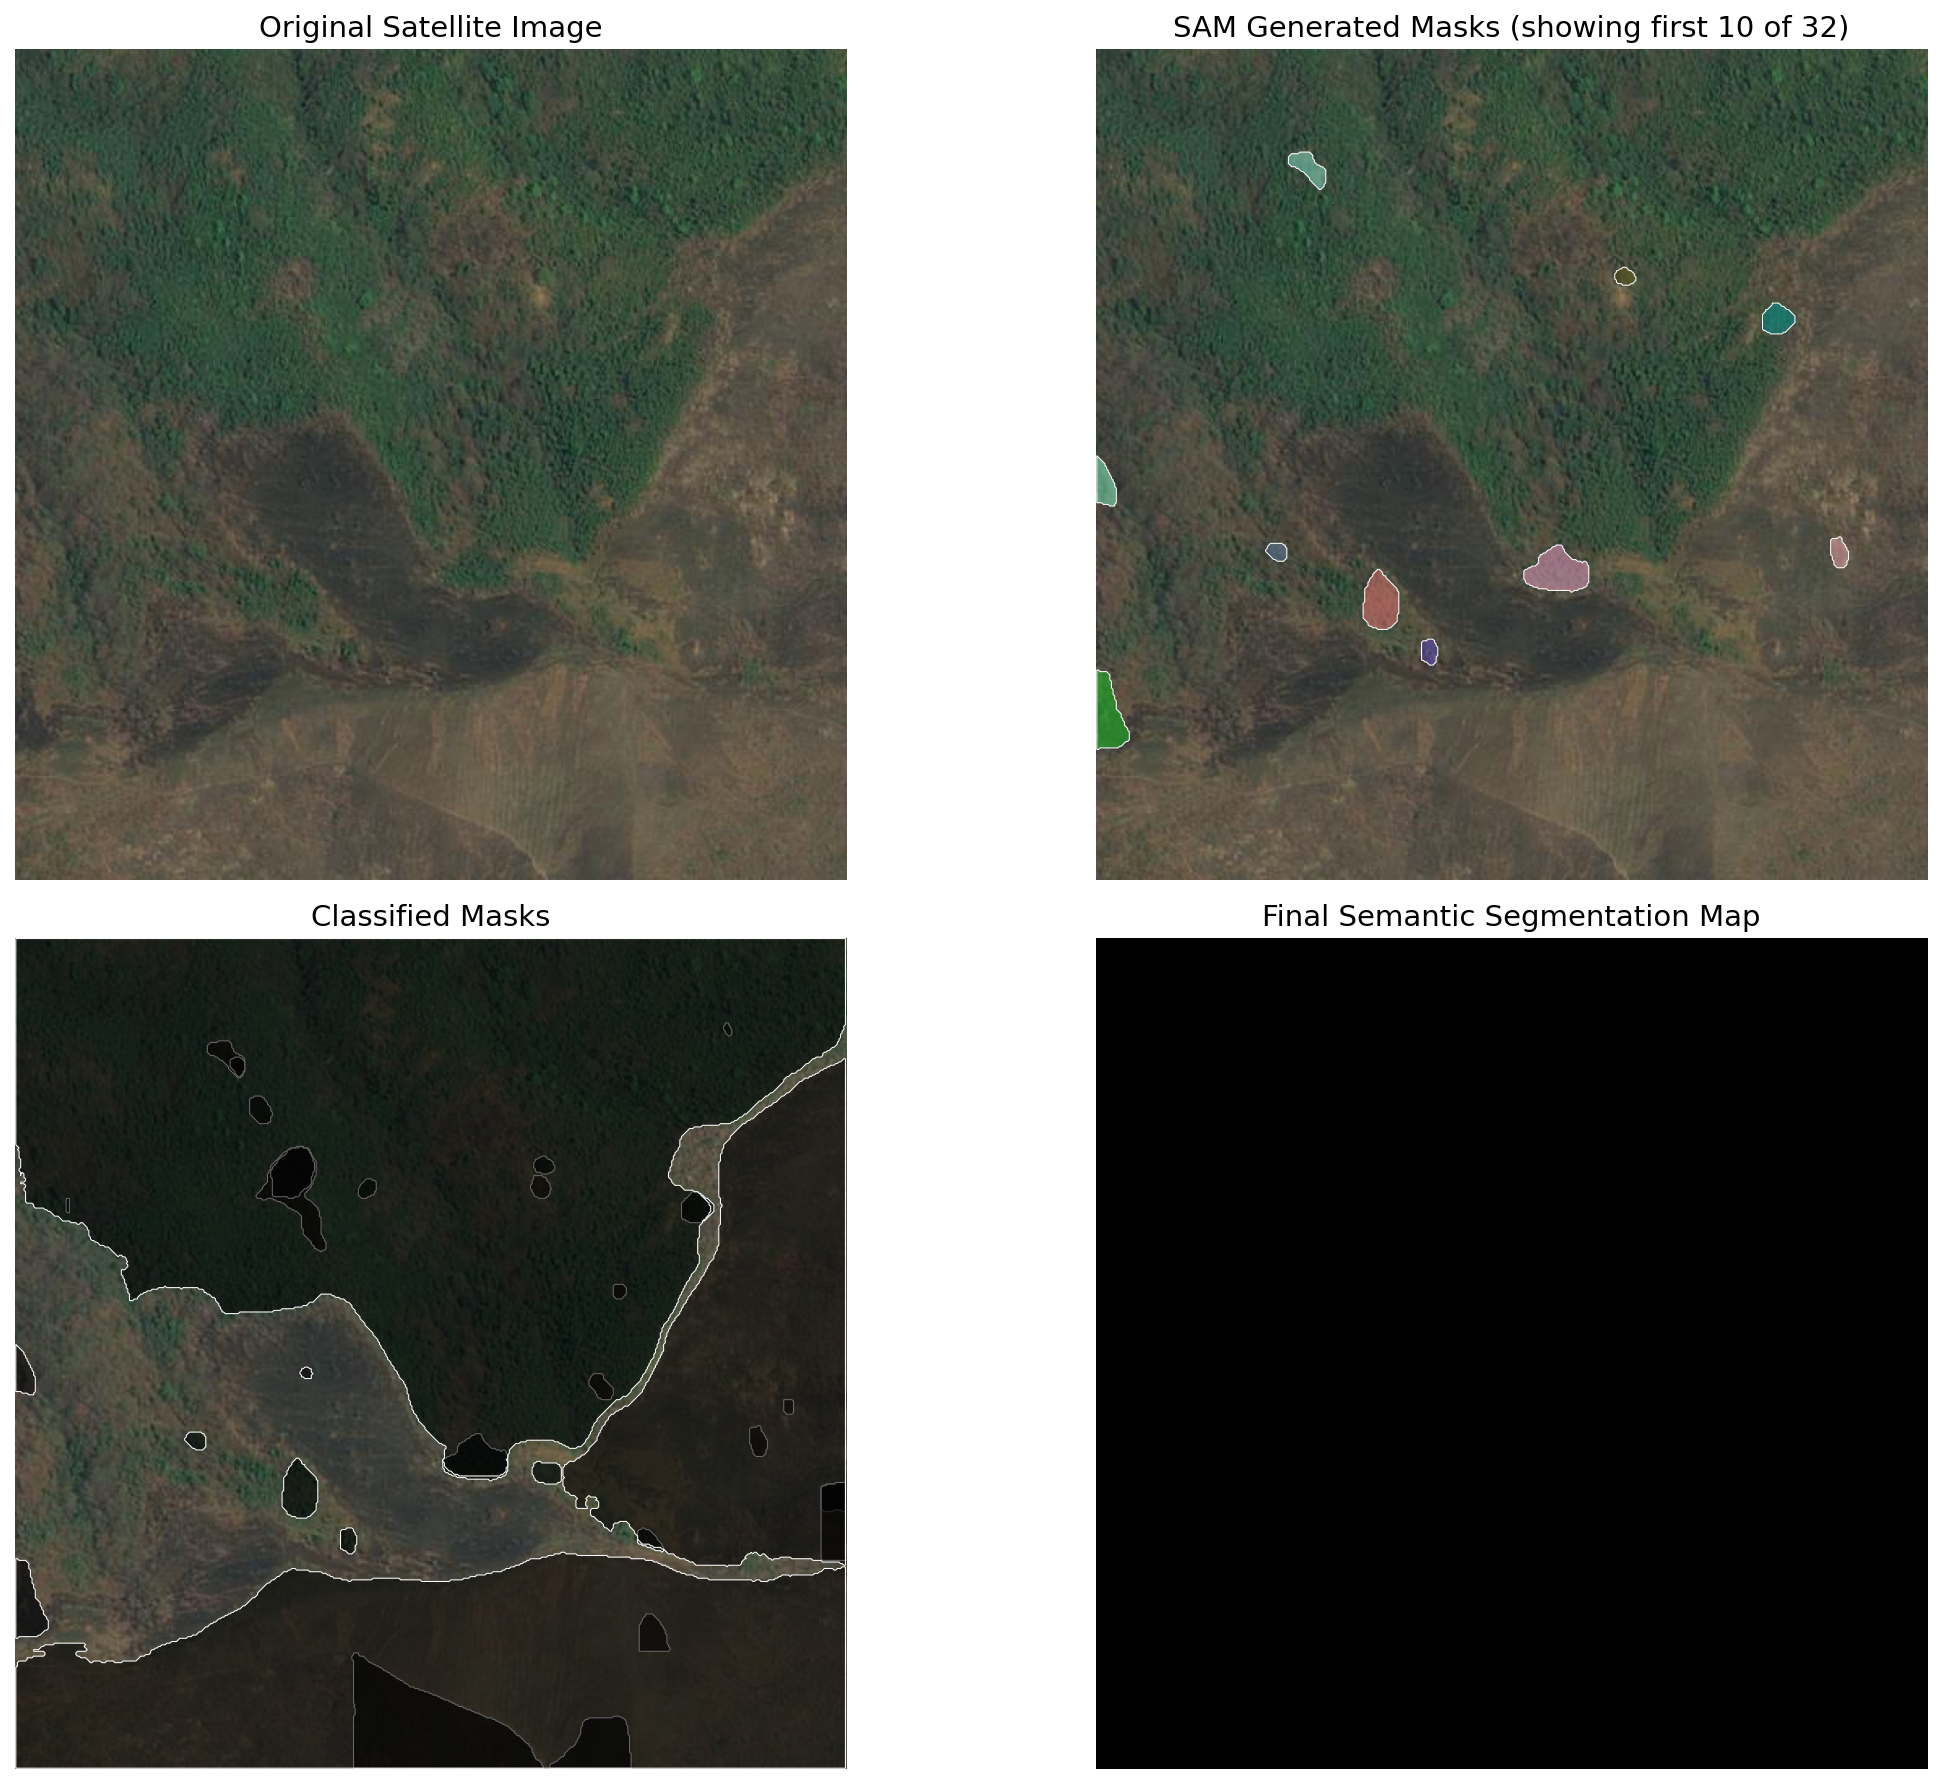 Original Satellite Image
SAM Generated Masks (showing first 10 of 32)
Classified Masks
Final Semantic Segmentation Map